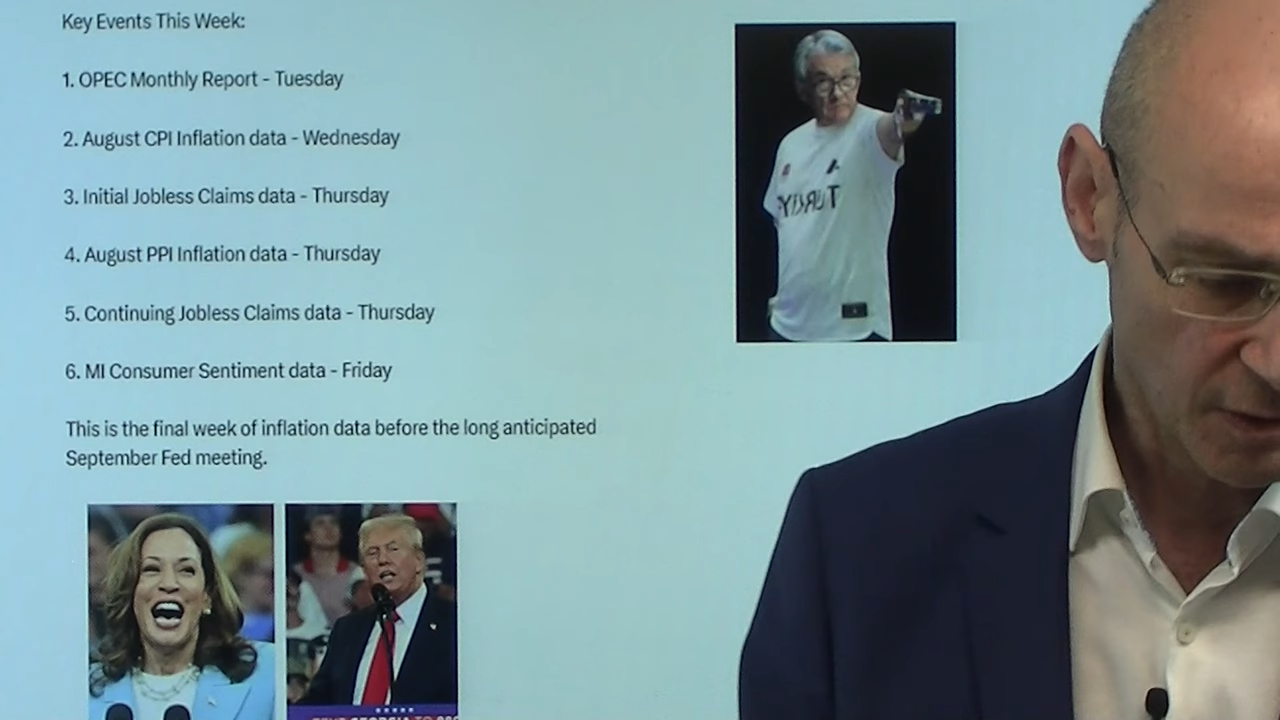 Key Events This Week:
1. OPEC Monthly Report - Tuesday
2. August CPI Inflation data - Wednesday
3. Initial Jobless Claims data - Thursday
4. August PPI Inflation data - Thursday
5. Continuing Jobless Claims data - Thursday
6. MI Consumer Sentiment data - Friday
This is the final week of inflation data before the long anticipated
September Fed meeting.